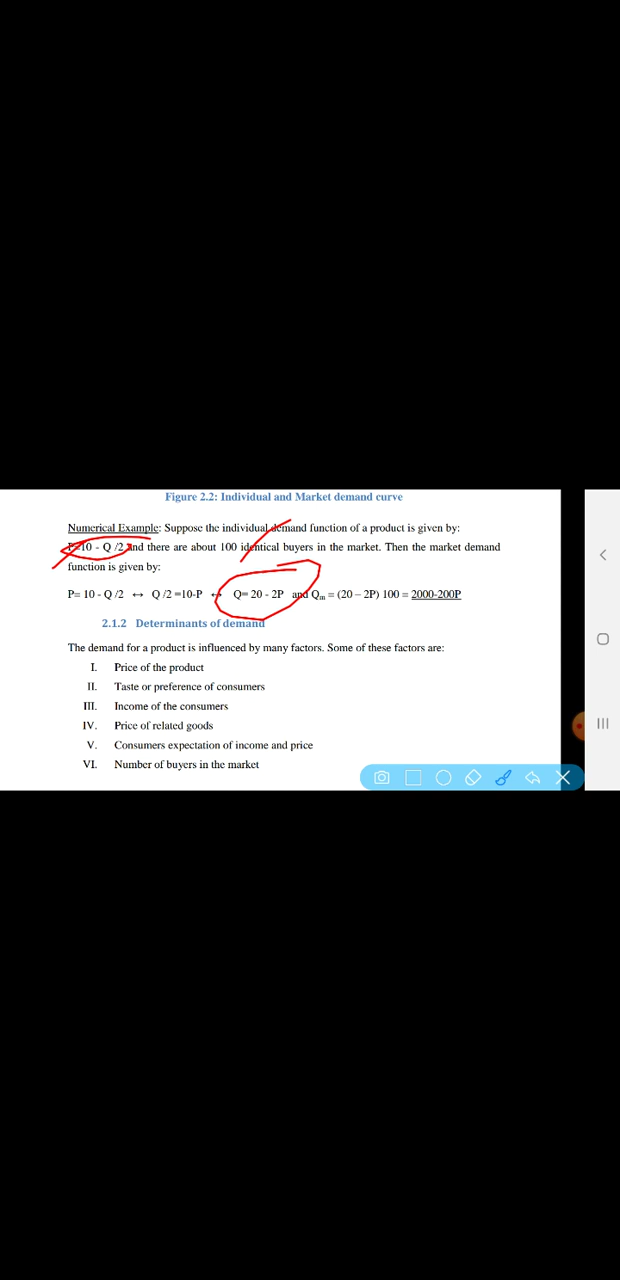 Figure 2.2: Individual and Market demand curve
Numerical Example: Suppose the individual demand function of a product is given by:
P=10 - Q /2 and there are about 100 identical buyers in the market. Then the market demand
function is given by:
P= 10 - Q /2 ↔ Q /2 =10-P ↔ Q= 20 - 2P and Qm = (20 – 2P) 100 = 2000-200P
2.1.2 Determinants of demand
The demand for a product is influenced by many factors. Some of these factors are:
I. Price of the product
II. Taste or preference of consumers
III. Income of the consumers
IV. Price of related goods
V. Consumers expectation of income and price
VI. Number of buyers in the market